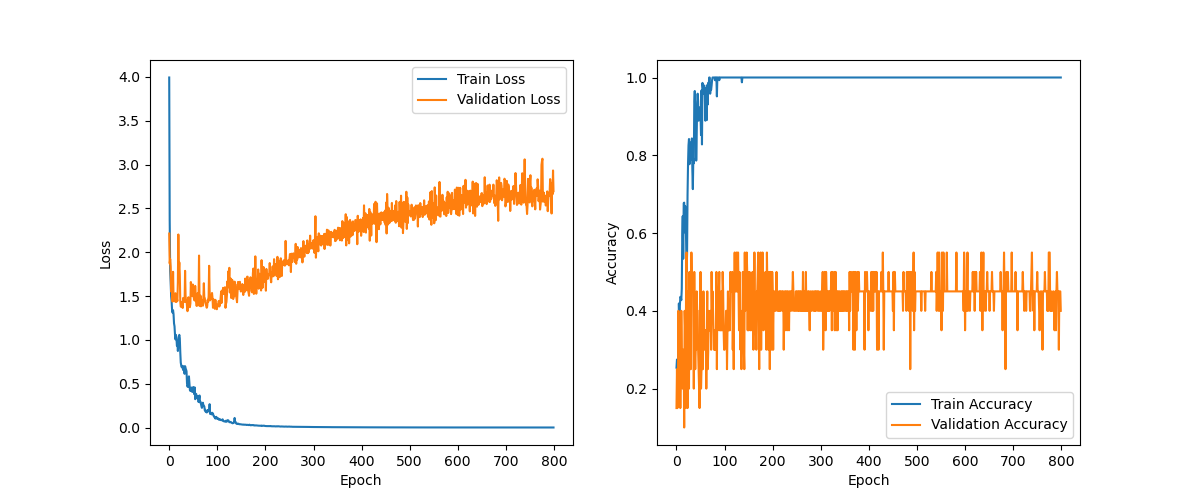 4.0
3.5
3.0
2.5
2.0
1.5
1.0
0.5
0.0
Loss
0 100 200 300 400 500 600 700 800
Epoch
Train Loss
Validation Loss
1.0
0.8
0.6
0.4
0.2
Accuracy
0 100 200 300 400 500 600 700 800
Epoch
Train Accuracy
Validation Accuracy